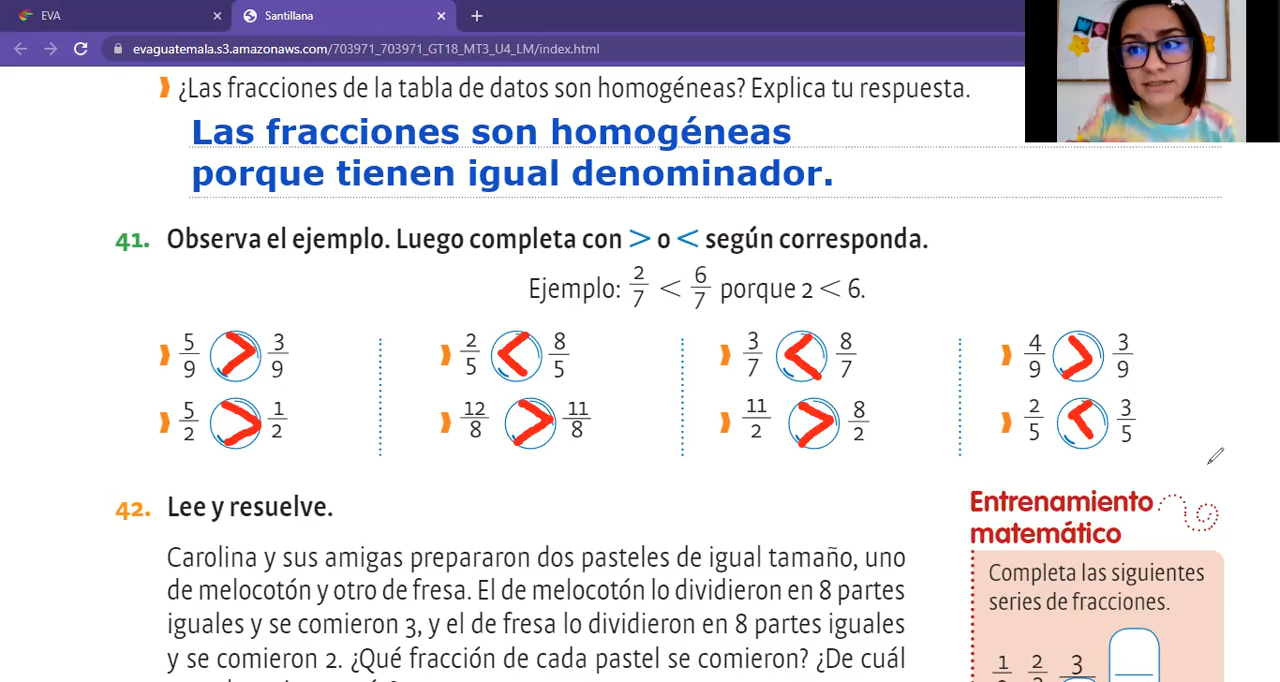 EVA
Santillana
evaguatemala.s3.amazonaws.com/703971_703971_GT18_MT3_U4_LM/index.html
¿Las fracciones de la tabla de datos son homogéneas? Explica tu respuesta.
Las fracciones son homogéneas
porque tienen igual denominador.
41. Observa el ejemplo. Luego completa con > o < según corresponda.
Ejemplo: 2/7 < 6/7 porque 2 < 6.
5/9 > 3/9 2/5 < 8/5 3/7 < 8/7 4/9 > 3/9
5/2 > 1/2 12/8 > 11/8 11/2 > 8/2 2/5 < 3/5
42. Lee y resuelve.
Carolina y sus amigas prepararon dos pasteles de igual tamaño, uno
de melocotón y otro de fresa. El de melocotón lo dividieron en 8 partes
iguales y se comieron 3, y el de fresa lo dividieron en 8 partes iguales
y se comieron 2. ¿Qué fracción de cada pastel se comieron? ¿De cuál
Entrenamiento
matemático
Completa las siguientes
series de fracciones.
1 2 3